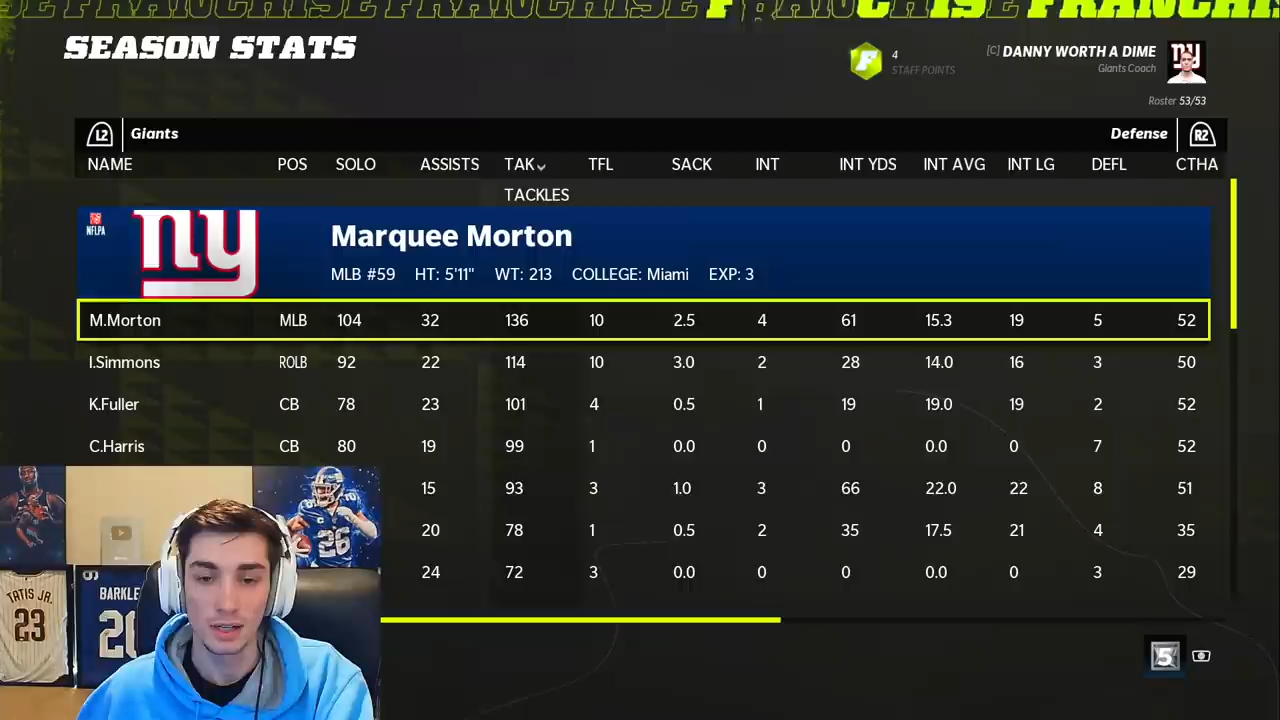 FRANCHISE FRANCHISE FRANCHISE FRANCHISE FRANCHISE
SEASON STATS
4
STAFF POINTS
[C] DANNY WORTH A DIME
Giants Coach
Roster 53/53
L2 Giants Defense R2
NAME POS SOLO ASSISTS TAK TFL SACK INT INT YDS INT AVG INT LG DEFL CTHA
TACKLES
NFLPA
ny
Marquee Morton
MLB #59 HT: 5'11" WT: 213 COLLEGE: Miami EXP: 3
M.Morton MLB 104 32 136 10 2.5 4 61 15.3 19 5 52
I.Simmons ROLB 92 22 114 10 3.0 2 28 14.0 16 3 50
K.Fuller CB 78 23 101 4 0.5 1 19 19.0 19 2 52
C.Harris CB 80 19 99 1 0.0 0 0 0.0 0 7 52
15 93 3 1.0 3 66 22.0 22 8 51
20 78 1 0.5 2 35 17.5 21 4 35
24 72 3 0.0 0 0 0.0 0 3 29
26
TATIS JR.
23
BARKLE
5